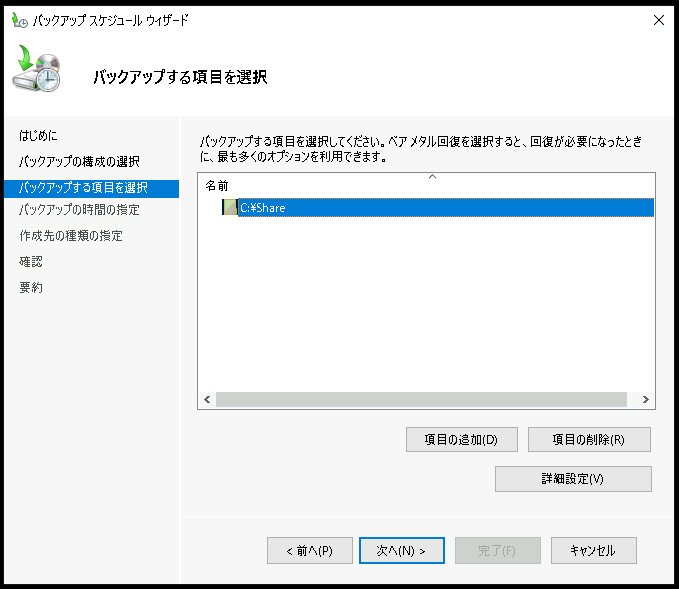 バックアップ スケジュール ウィザード
バックアップする項目を選択
はじめに
バックアップの構成の選択
バックアップする項目を選択
バックアップの時間の指定
作成先の種類の指定
確認
要約
バックアップする項目を選択してください。ベア メタル回復を選択すると、回復が必要になったとき
に、最も多くのオプションを利用できます。
名前
C:¥Share
項目の追加(D)
項目の削除(R)
詳細設定(V)
< 前へ(P)
次へ(N) >
完了(F)
キャンセル